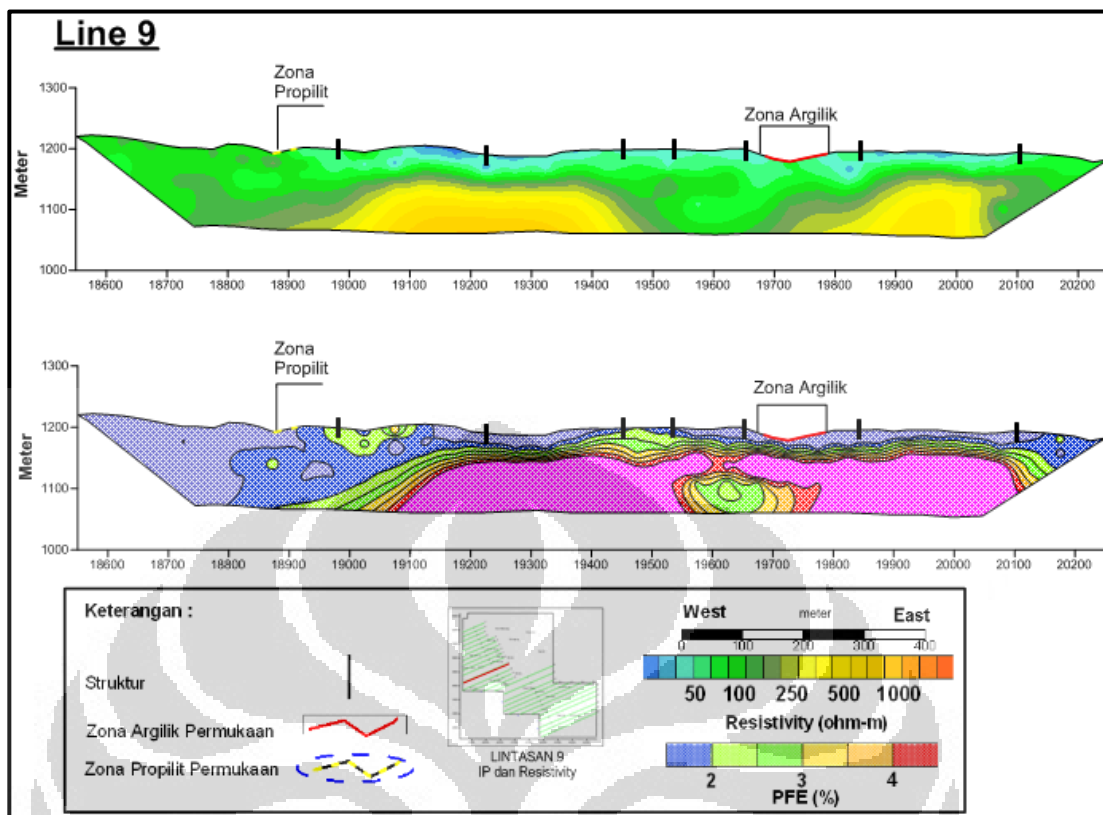 Line 9
Zona
Propilit
Zona Argilik
1300
1200
1100
1000
Meter
18600 18700 18800 18900 19000 19100 19200 19300 19400 19500 19600 19700 19800 19900 20000 20100 20200
Zona
Propilit
Zona Argilik
1300
1200
1100
1000
Meter
18600 18700 18800 18900 19000 19100 19200 19300 19400 19500 19600 19700 19800 19900 20000 20100 20200
Keterangan :
Struktur
Zona Argilik Permukaan
Zona Propilit Permukaan
LINTASAN 9
IP dan Resistivity
West meter East
0 100 200 300 400
50 100 250 500 1000
Resistivity (ohm-m)
2 3 4
PFE (%)